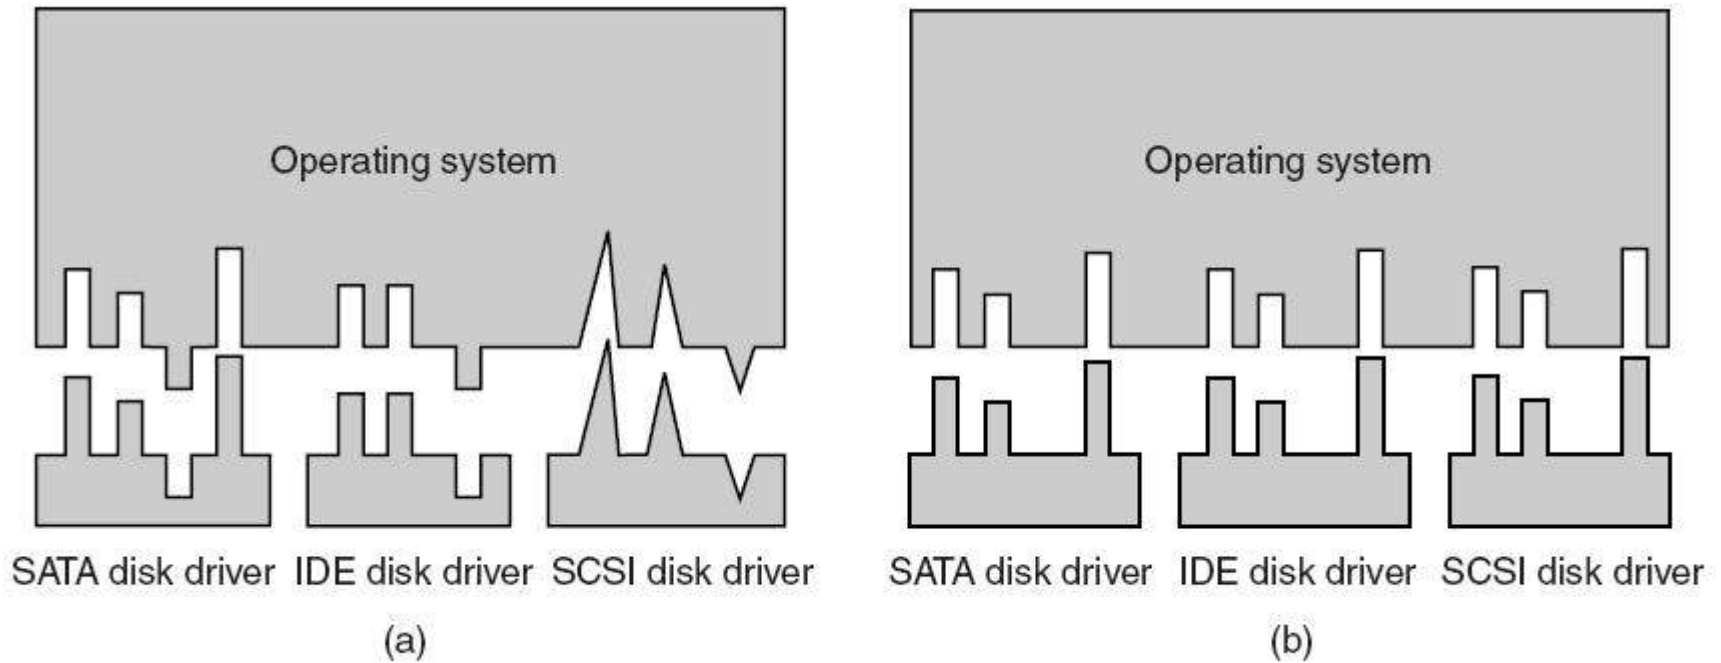 Operating system
SATA disk driver IDE disk driver SCSI disk driver
(a)
Operating system
SATA disk driver IDE disk driver SCSI disk driver
(b)